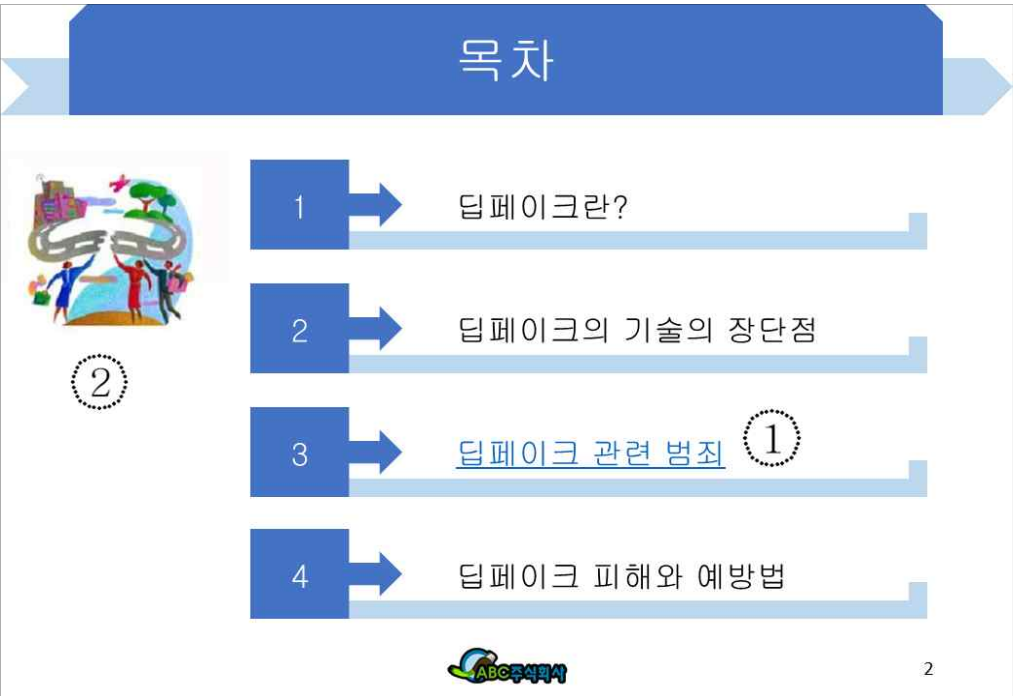 목차
1 딥페이크란?
2 딥페이크의 기술의 장단점
②
3 딥페이크 관련 범죄 ①
4 딥페이크 피해와 예방법
ABC주식회사
2